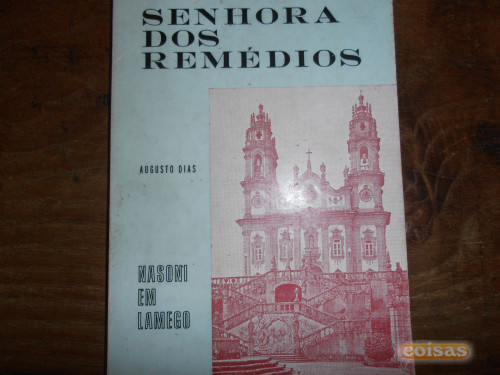 SENHORA
DOS
REMÉDIOS
AUGUSTO DIAS
NASONI
EM
LAMEGO
coisas